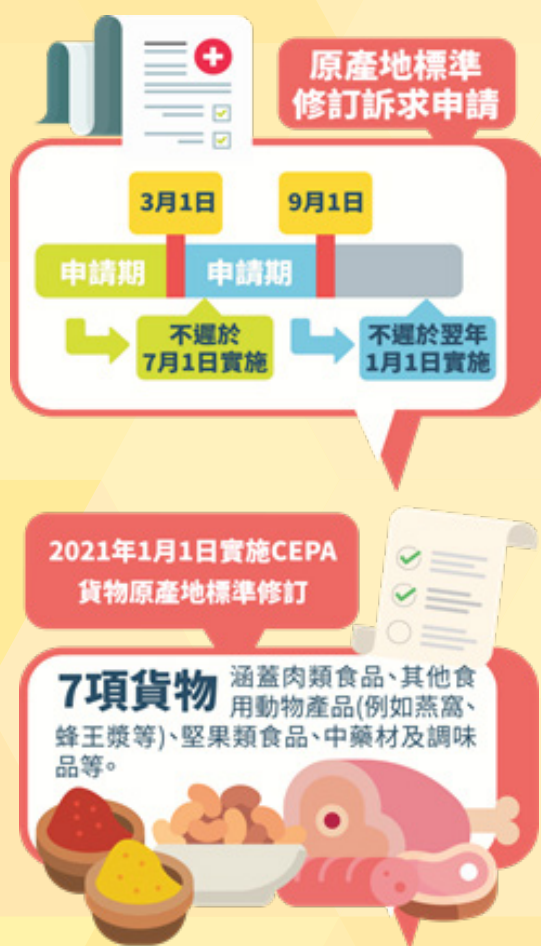 原產地標準
修訂訴求申請
3月1日
9月1日
申請期
申請期
不遲於
7月1日實施
不遲於翌年
1月1日實施
2021年1月1日實施CEPA
貨物原產地標準修訂
7項貨物
涵蓋肉類食品、其他食
用動物產品(例如燕窩、
蜂王漿等)、堅果類食品、中藥材及調味
品等。